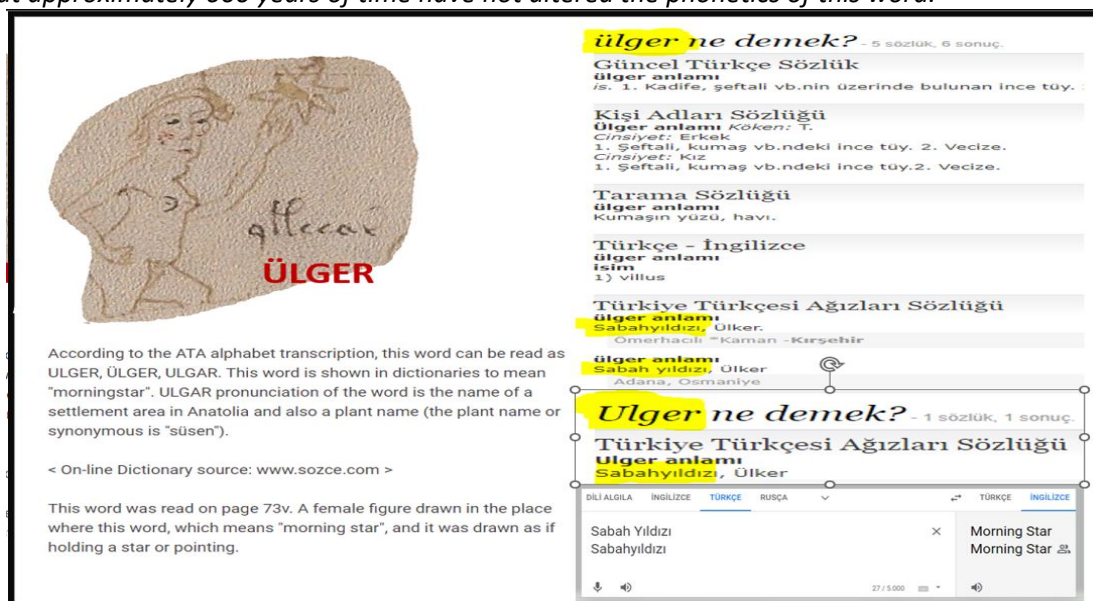 at approximately 600 years of time have not altered the phonetics of this word.
ÜLGER
According to the ATA alphabet transcription, this word can be read as
ULGER, ÜLGER, ULGAR. This word is shown in dictionaries to mean
"morningstar". ULGAR pronunciation of the word is the name of a
settlement area in Anatolia and also a plant name (the plant name or
synonymous is "süsen").
< On-line Dictionary source: www.sozce.com >
This word was read on page 73v. A female figure drawn in the place
where this word, which means "morning star", and it was drawn as if
holding a star or pointing.
ülger ne demek? - 5 sözlük, 6 sonuç.
Güncel Türkçe Sözlük
ülger anlamı
is. 1. Kadife, şeftali vb.nin üzerinde bulunan ince tüy.
Kişi Adları Sözlüğü
Ülger anlamı Köken: T.
Cinsiyet: Erkek
1. Şeftali, kumaş vb.ndeki ince tüy. 2. Vecize.
Cinsiyet: Kız
1. Şeftali, kumaş vb.ndeki ince tüy.2. Vecize.
Tarama Sözlüğü
ülger anlamı
Kumaşın yüzü, havı.
Türkçe - İngilizce
ülger anlamı
isim
1) villus
Türkiye Türkçesi Ağızları Sözlüğü
ülger anlamı
Sabahyıldızı, Ülker.
Ömerhacılı *Kaman -Kırşehir
ülger anlamı
Sabah yıldızı, Ülker
Adana, Osmaniye
Ulger ne demek? - 1 sözlük, 1 sonuç.
Türkiye Türkçesi Ağızları Sözlüğü
Ulger anlamı
Sabahyıldızı, Ülker
DİLİ ALGILA İNGİLİZCE TÜRKÇE RUSÇA TÜRKÇE İNGİLİZCE
Sabah Yıldızı
Sabahyıldızı
Morning Star
Morning Star
27 / 5.000